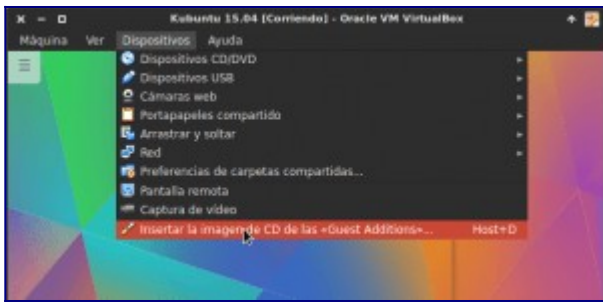 Kubuntu 15.04 [Corriendo] - Oracle VM VirtualBox
Máquina Ver Dispositivos Ayuda
Dispositivos CD/DVD
Dispositivos USB
Cámaras web
Portapapeles compartido
Arrastrar y soltar
Red
Preferencias de carpetas compartidas...
Pantalla remota
Captura de vídeo
Insertar la imagen de CD de las «Guest Additions»... Host+D